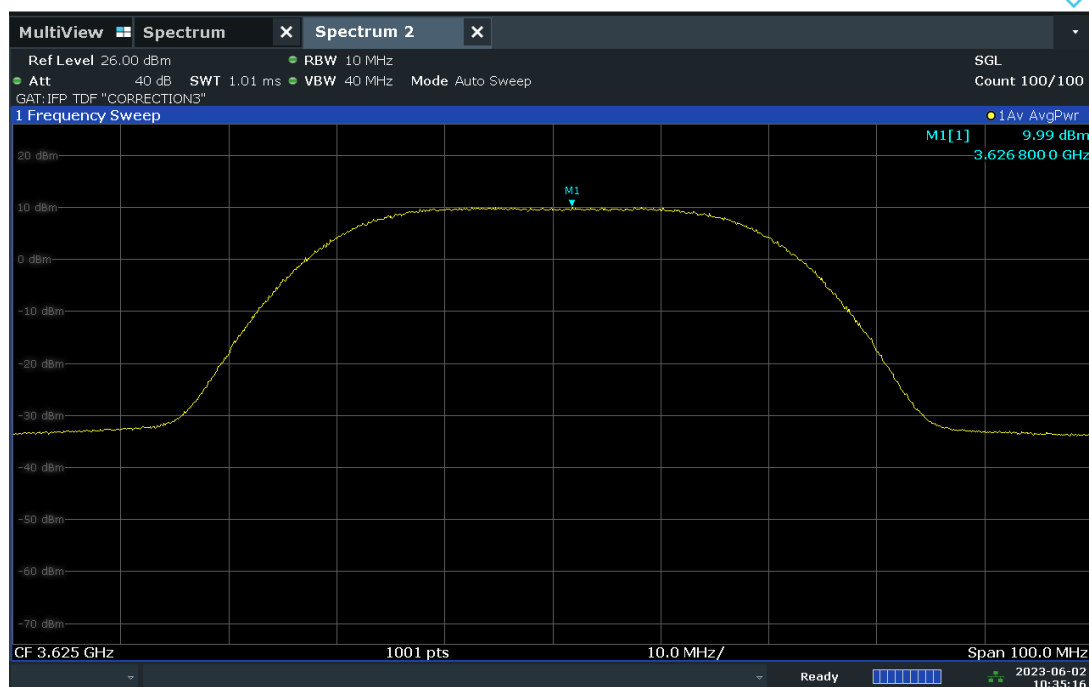 MultiView Spectrum X Spectrum 2 X
Ref Level 26.00 dBm RBW 10 MHz SGL
Att 40 dB SWT 1.01 ms VBW 40 MHz Mode Auto Sweep Count 100/100
GAT:IFP TDF "CORRECTION3"
1 Frequency Sweep 1Av AvgPwr
M1[1] 9.99 dBm
3.626 800 0 GHz
20 dBm
M1
10 dBm
0 dBm
-10 dBm
-20 dBm
-30 dBm
-40 dBm
-50 dBm
-60 dBm
-70 dBm
CF 3.625 GHz 1001 pts 10.0 MHz/ Span 100.0 MHz
Ready 2023-06-02
10:35:16